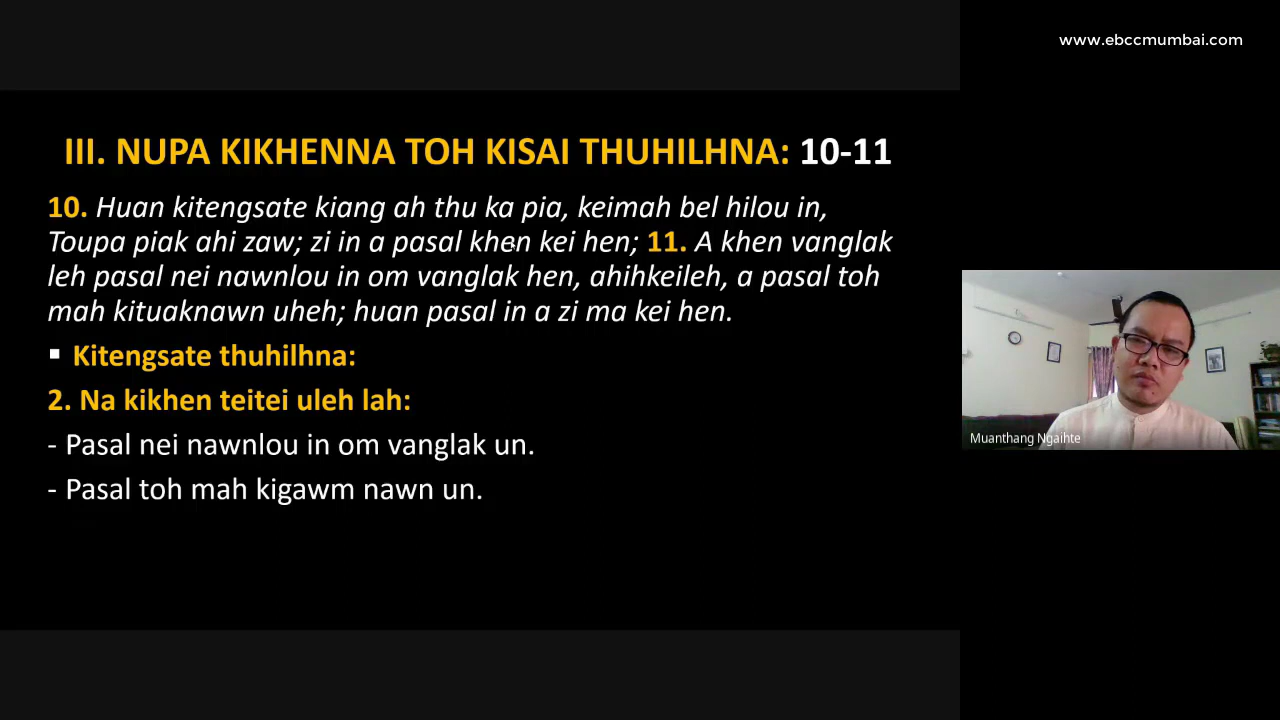 www.ebccmumbai.com
III. NUPA KIKHENNA TOH KISAI THUHILHNA: 10-11
10. Huan kitengsate kiang ah thu ka pia, keimah bel hilou in,
Toupa piak ahi zaw; zi in a pasal khen kei hen; 11. A khen vanglak
leh pasal nei nawnlou in om vanglak hen, ahihkeileh, a pasal toh
mah kituaknawn uheh; huan pasal in a zi ma kei hen.
▪ Kitengsate thuhilhna:
2. Na kikhen teitei uleh lah:
- Pasal nei nawnlou in om vanglak un.
- Pasal toh mah kigawm nawn un.
Muanthang Ngaihte